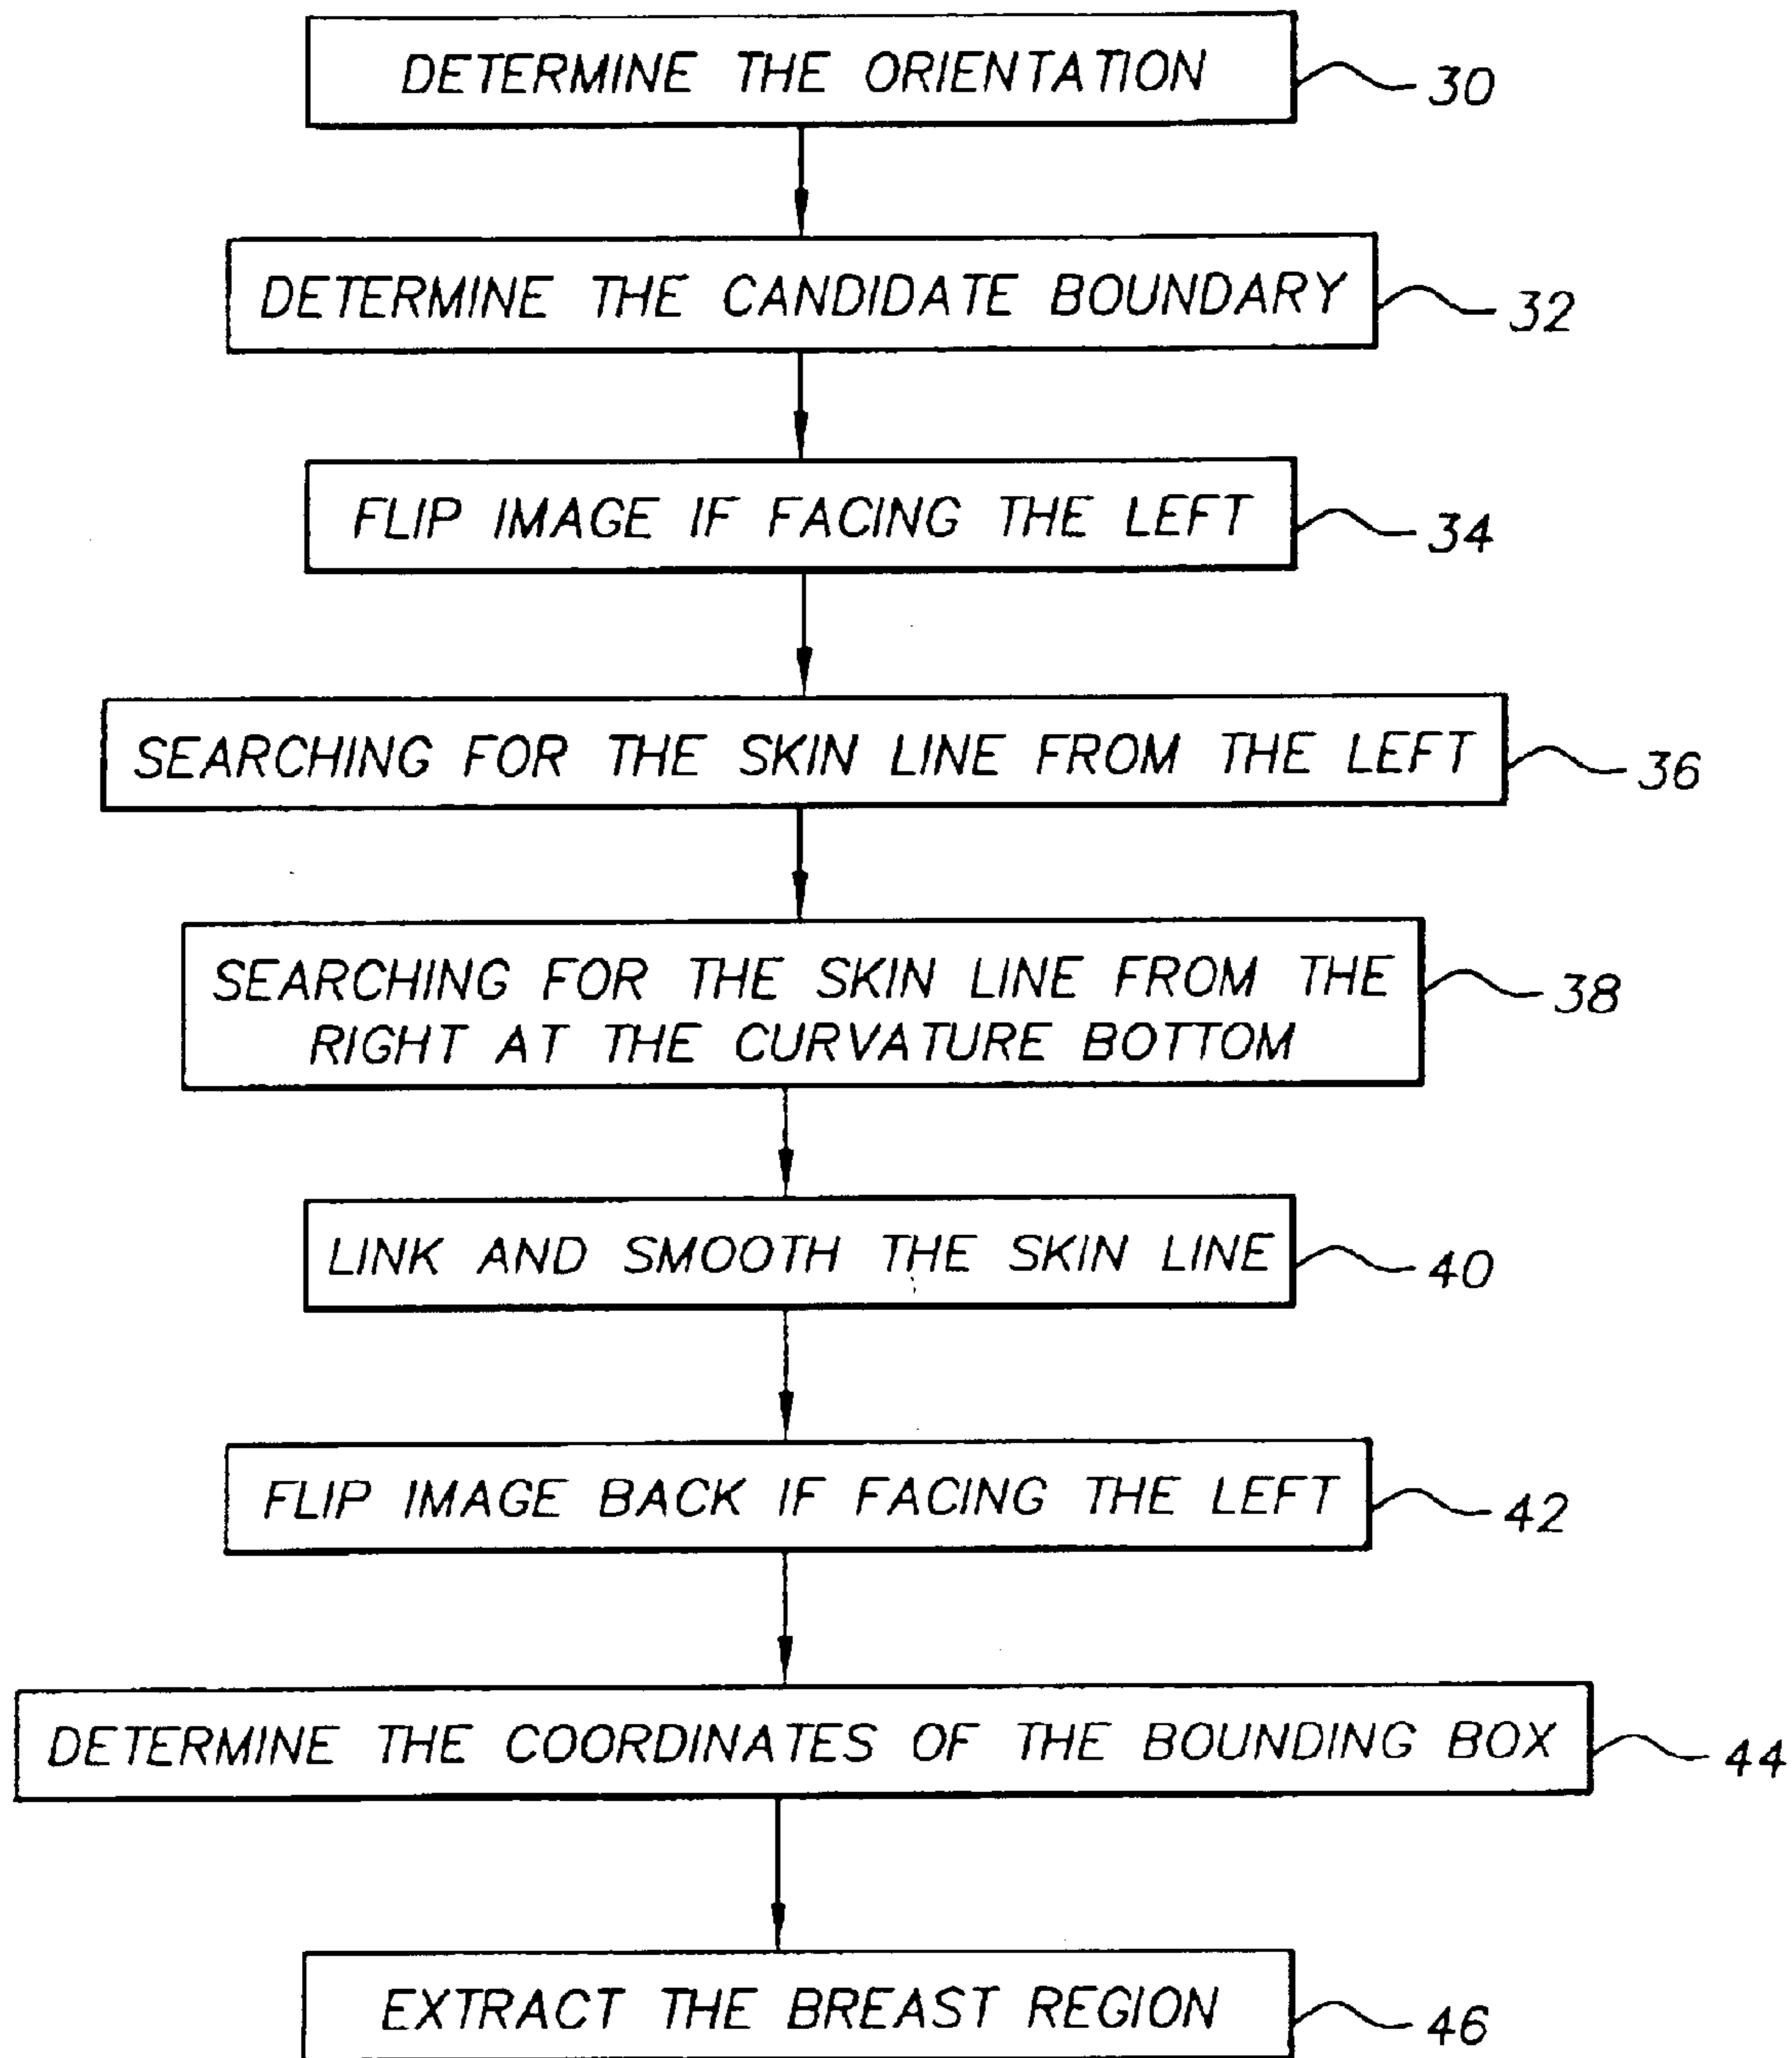 DETERMINE THE ORIENTATION
30
DETERMINE THE CANDIDATE BOUNDARY
32
FLIP IMAGE IF FACING THE LEFT
34
SEARCHING FOR THE SKIN LINE FROM THE LEFT
36
SEARCHING FOR THE SKIN LINE FROM THE
RIGHT AT THE CURVATURE BOTTOM
38
LINK AND SMOOTH THE SKIN LINE
40
FLIP IMAGE BACK IF FACING THE LEFT
42
DETERMINE THE COORDINATES OF THE BOUNDING BOX
44
EXTRACT THE BREAST REGION
46